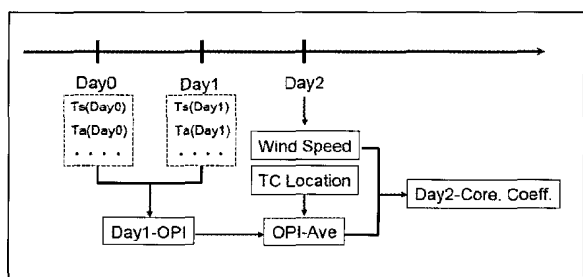 Day0
Day1
Day2
Ts(Day0)
Ta(Day0)
. . . .
Ts(Day1)
Ta(Day1)
. . . .
Wind Speed
TC Location
Day2-Core. Coeff.
Day1-OPI
OPI-Ave